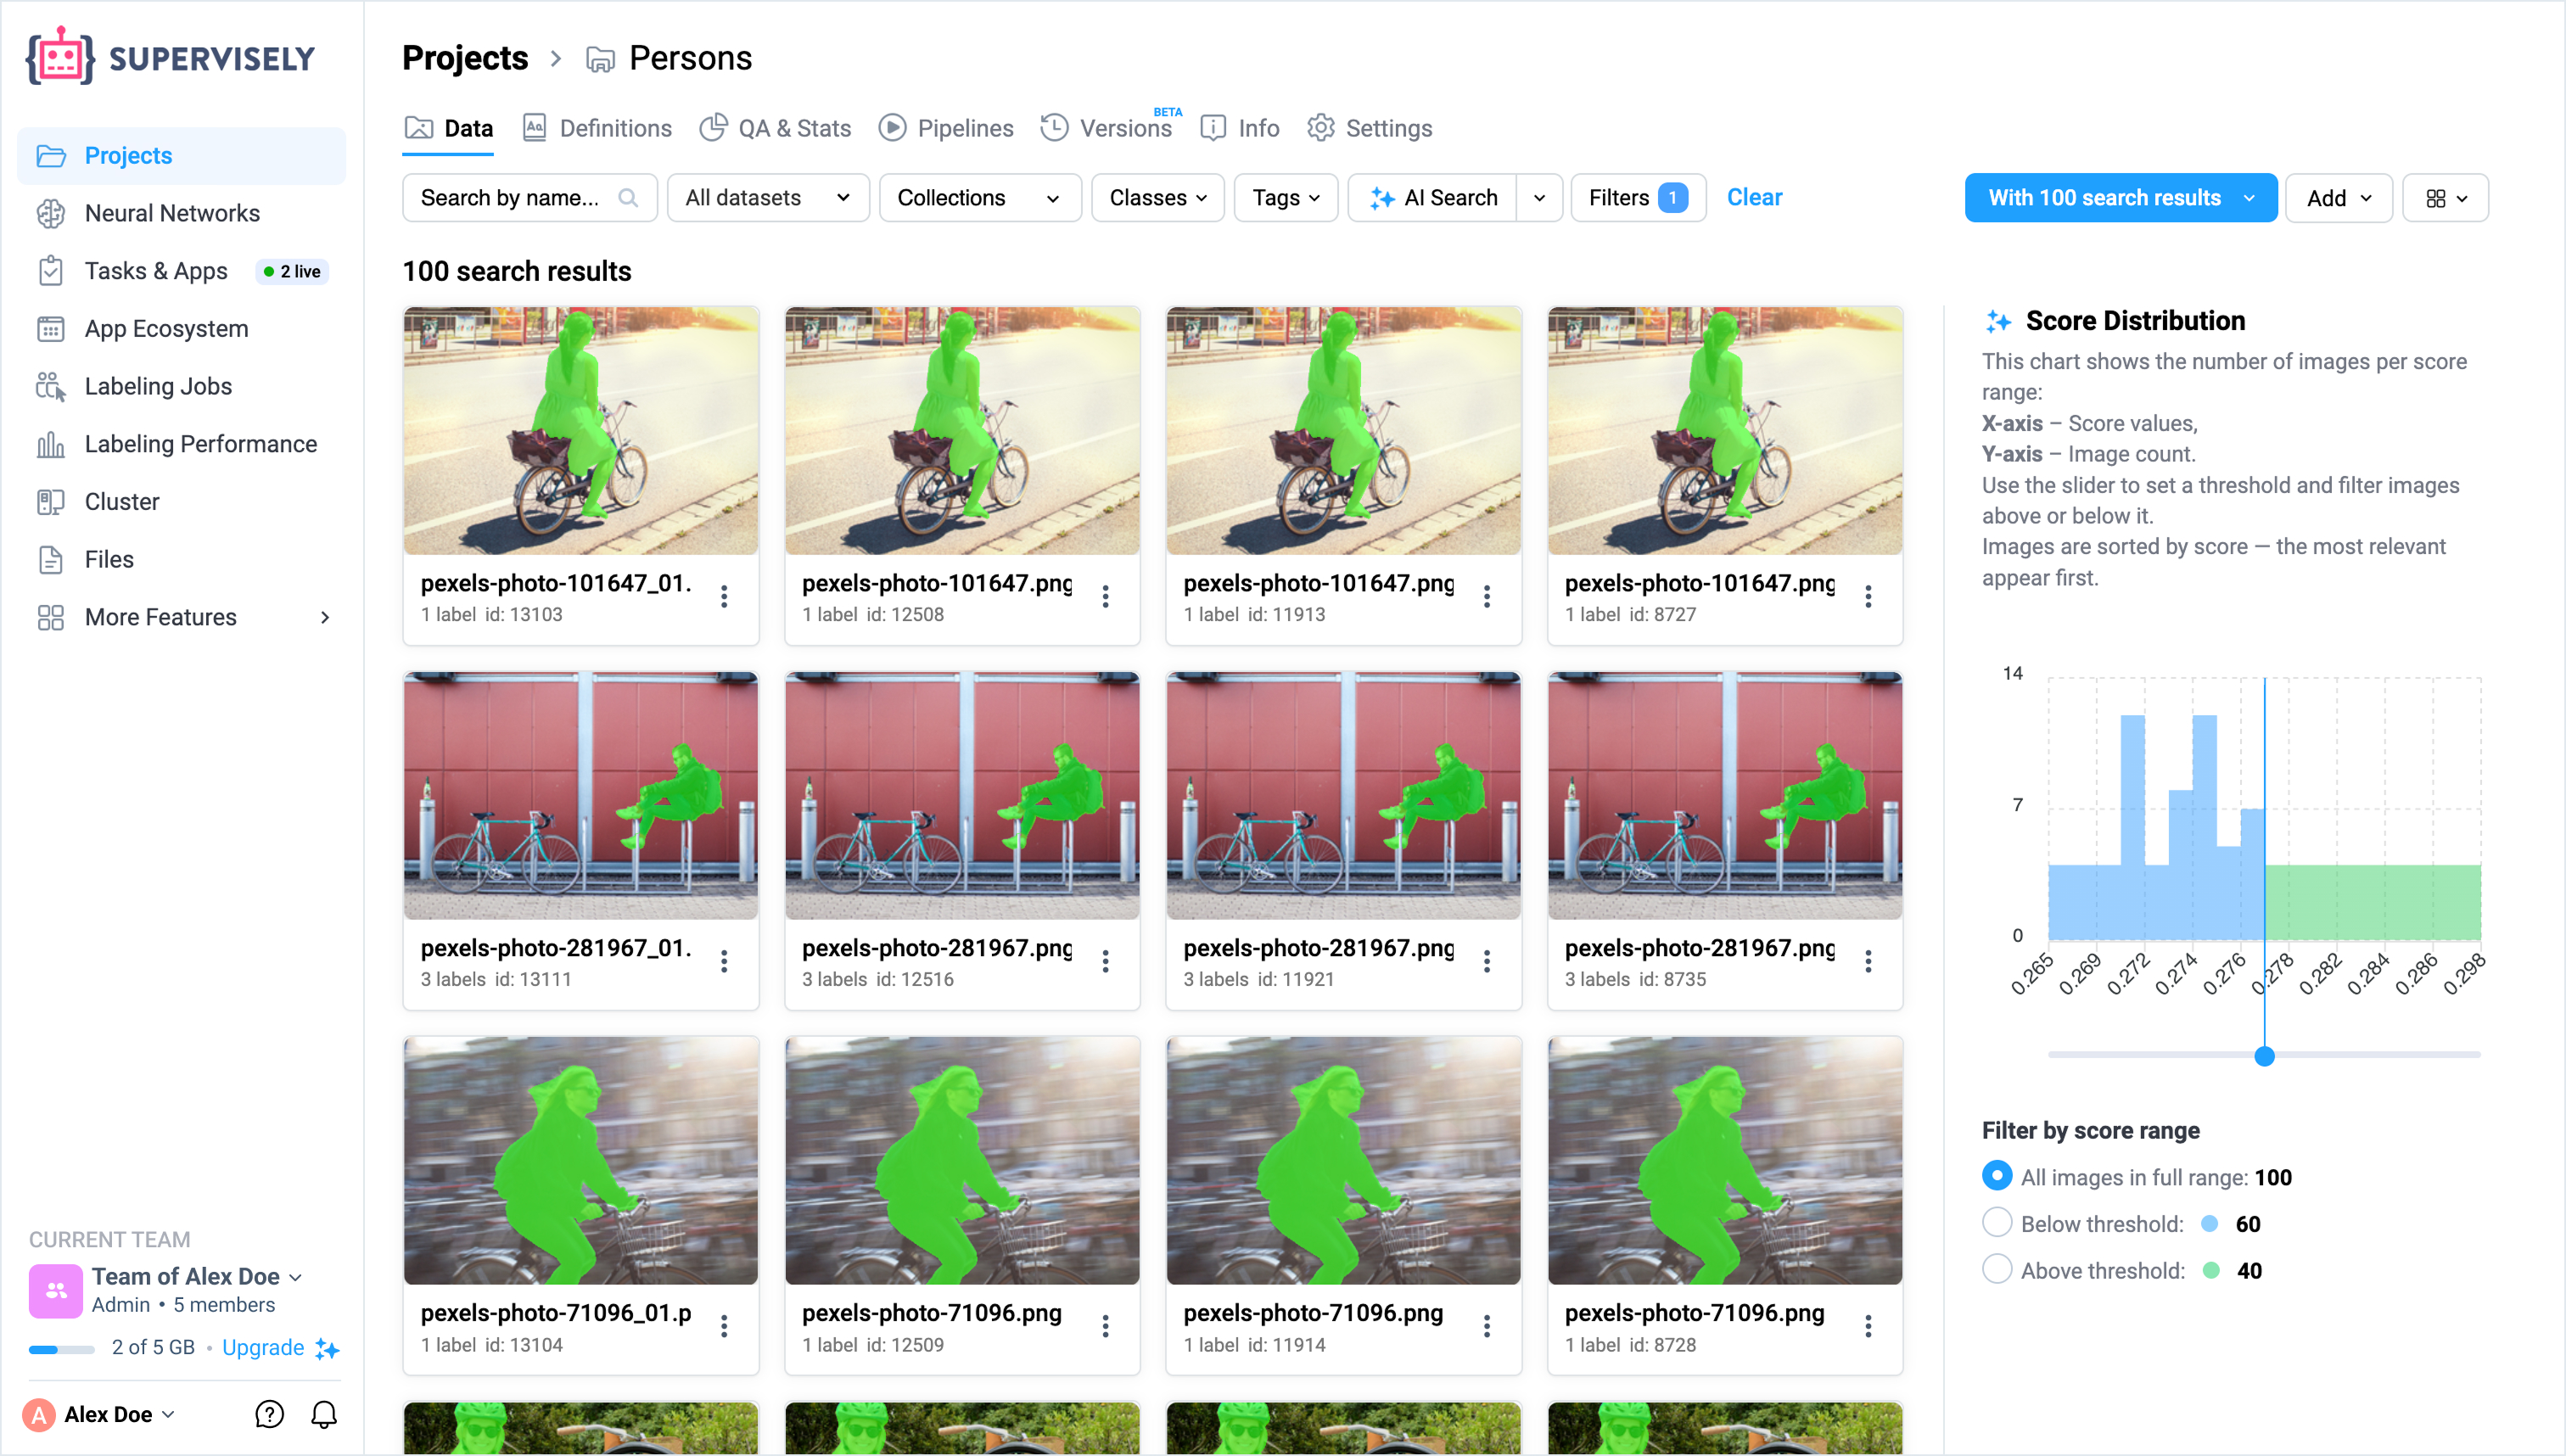 SUPERVISELY
Projects
Neural Networks
Tasks & Apps 2 live
App Ecosystem
Labeling Jobs
Labeling Performance
Cluster
Files
More Features
CURRENT TEAM
Team of Alex Doe
Admin • 5 members
2 of 5 GB • Upgrade
A Alex Doe
Projects > Persons
Data Definitions QA & Stats Pipelines Versions BETA Info Settings
Search by name... All datasets Collections Classes Tags AI Search Filters 1 Clear With 100 search results Add
100 search results
pexels-photo-101647_01. pexels-photo-101647.png pexels-photo-101647.png pexels-photo-101647.png
1 label id: 13103 1 label id: 12508 1 label id: 11913 1 label id: 8727
pexels-photo-281967_01. pexels-photo-281967.png pexels-photo-281967.png pexels-photo-281967.png
3 labels id: 13111 3 labels id: 12516 3 labels id: 11921 3 labels id: 8735
pexels-photo-71096_01.p pexels-photo-71096.png pexels-photo-71096.png pexels-photo-71096.png
1 label id: 13104 1 label id: 12509 1 label id: 11914 1 label id: 8728
Score Distribution
This chart shows the number of images per score
range:
X-axis – Score values,
Y-axis – Image count.
Use the slider to set a threshold and filter images
above or below it.
Images are sorted by score — the most relevant
appear first.
14
7
0
0.265 0.269 0.272 0.274 0.276 0.278 0.282 0.284 0.286 0.298
Filter by score range
All images in full range: 100
Below threshold: 60
Above threshold: 40